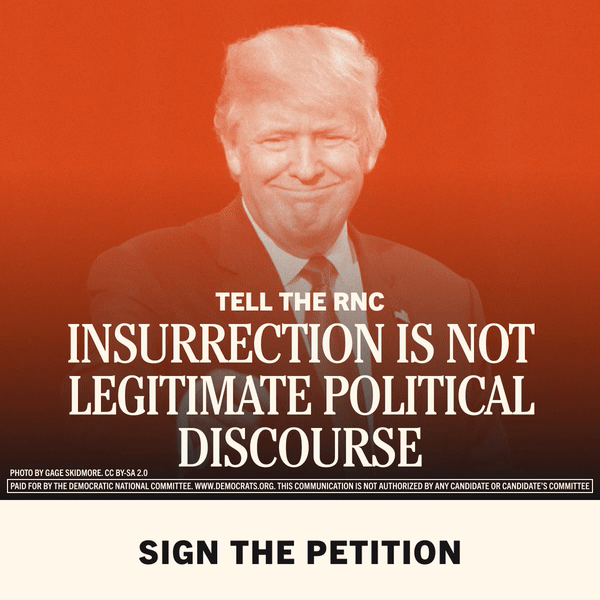 TELL THE RNC
INSURRECTION IS NOT
LEGITIMATE POLITICAL
DISCOURSE
PHOTO BY GAGE SKIDMORE. CC BY-SA 2.0
PAID FOR BY THE DEMOCRATIC NATIONAL COMMITTEE. WWW.DEMOCRATS.ORG. THIS COMMUNICATION IS NOT AUTHORIZED BY ANY CANDIDATE OR CANDIDATE'S COMMITTEE
SIGN THE PETITION